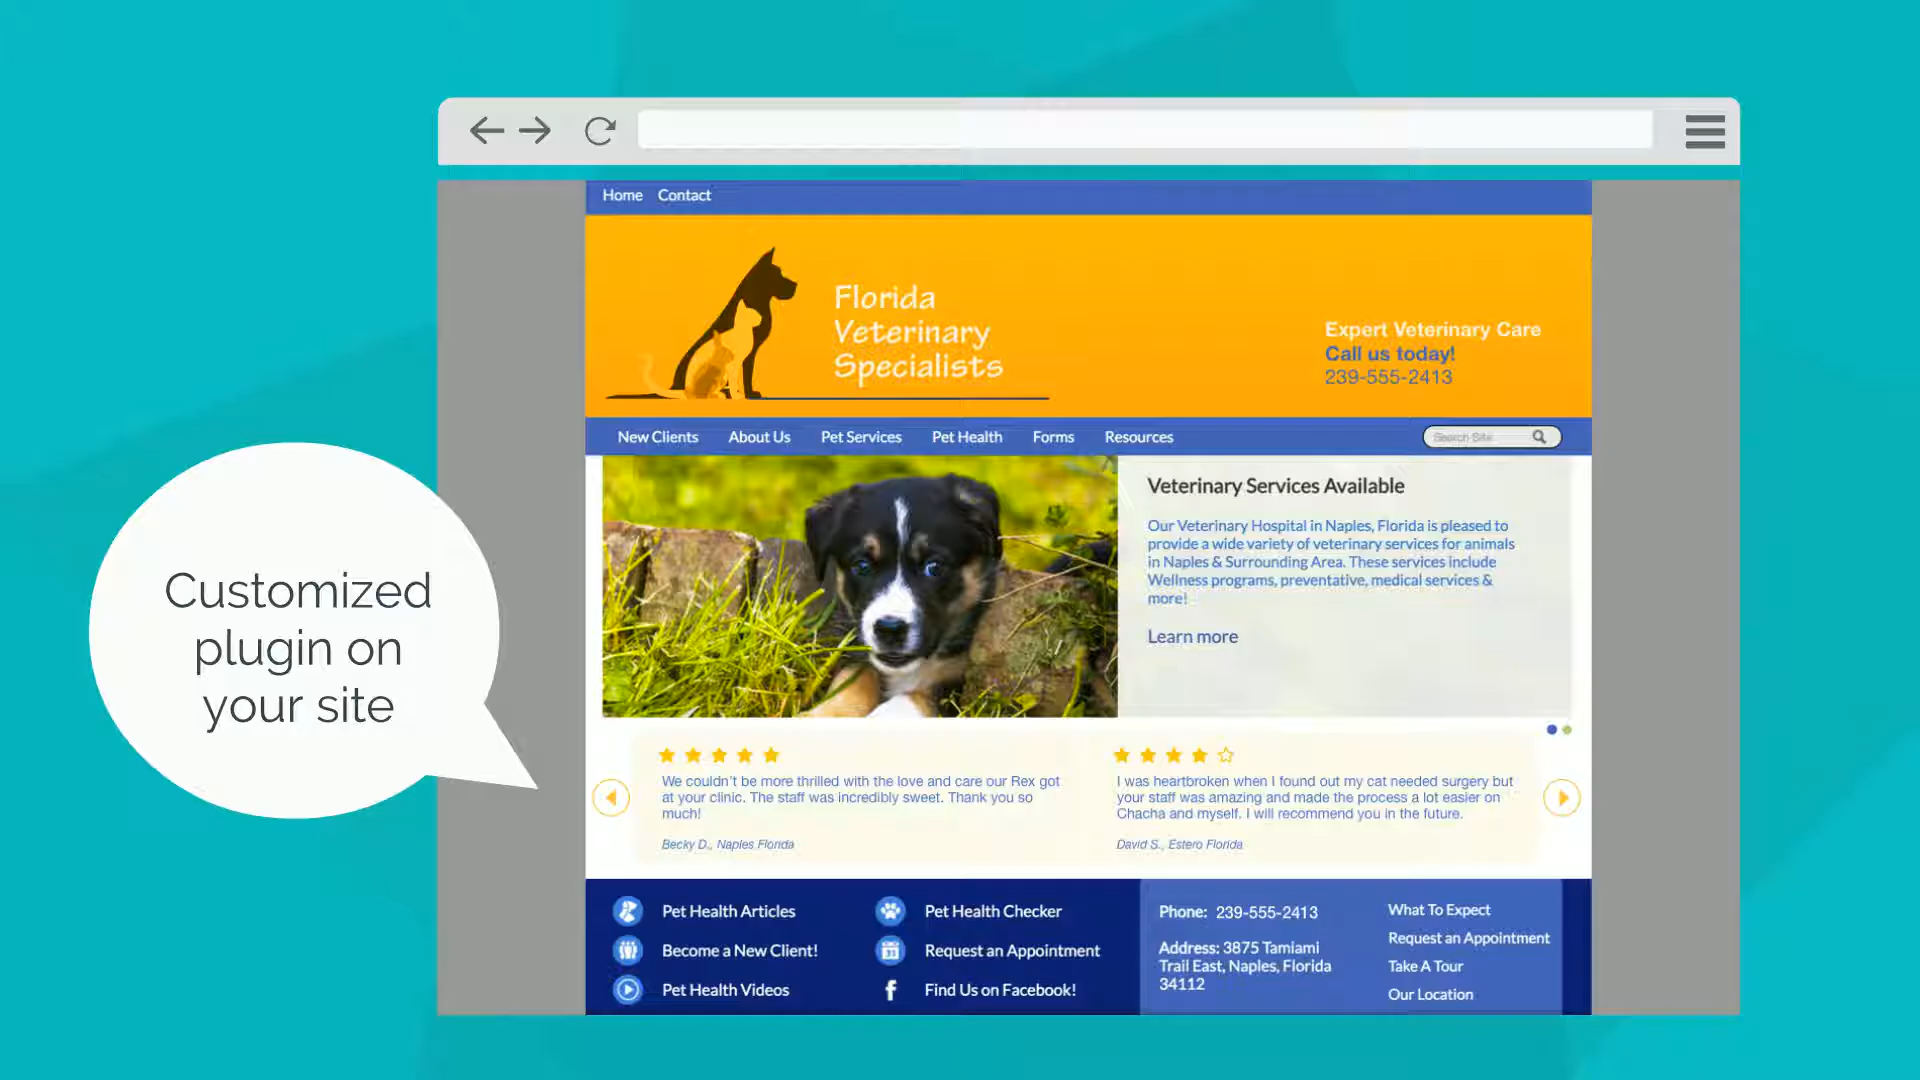 Home Contact
Florida
Veterinary
Specialists
Expert Veterinary Care
Call us today!
239-555-2413
New Clients About Us Pet Services Pet Health Forms Resources Search Site
Customized
plugin on
your site
Veterinary Services Available
Our Veterinary Hospital in Naples, Florida is pleased to
provide a wide variety of veterinary services for animals
in Naples & Surrounding Area. These services include
Wellness programs, preventative, medical services &
more!
Learn more
We couldn't be more thrilled with the love and care our Rex got
at your clinic. The staff was incredibly sweet. Thank you so
much!
Becky D., Naples Florida
I was heartbroken when I found out my cat needed surgery but
your staff was amazing and made the process a lot easier on
Chacha and myself. I will recommend you in the future.
David S., Estero Florida
Pet Health Articles
Become a New Client!
Pet Health Videos
Pet Health Checker
31 Request an Appointment
f Find Us on Facebook!
Phone: 239-555-2413
Address: 3875 Tamiami
Trail East, Naples, Florida
34112
What To Expect
Request an Appointment
Take A Tour
Our Location